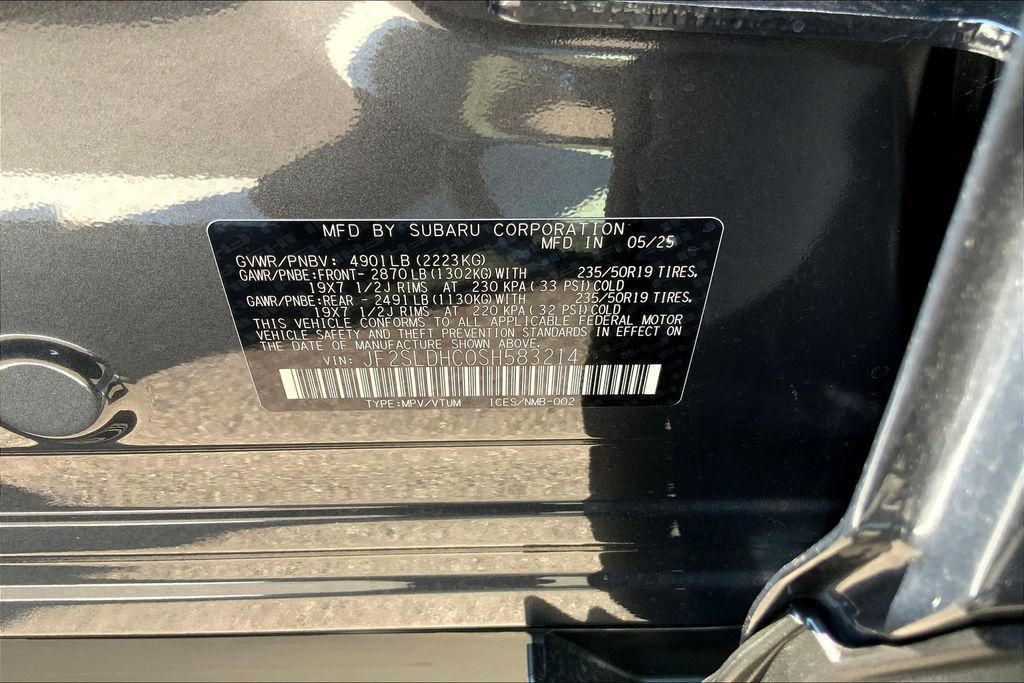 MFD BY SUBARU CORPORATION
MFD IN 05/25
GVWR/PNBV: 4901LB (2223KG)
GAWR/PNBE:FRONT- 2870LB (1302KG) WITH 235/50R19 TIRES,
19X7 1/2J RIMS AT 230 KPA ( 33 PSI) COLD
GAWR/PNBE:REAR - 2491LB (1130KG) WITH 235/50R19 TIRES,
19X7 1/2J RIMS AT 220 KPA ( 32 PSI) COLD
THIS VEHICLE CONFORMS TO ALL APPLICABLE FEDERAL MOTOR
VEHICLE SAFETY AND THEFT PREVENTION STANDARDS IN EFFECT ON
THE DATE OF MANUFACTURE SHOWN ABOVE.
VIN: JF2SLDHC0SH583214
TYPE:MPV/VTUM ICES/NMB-002